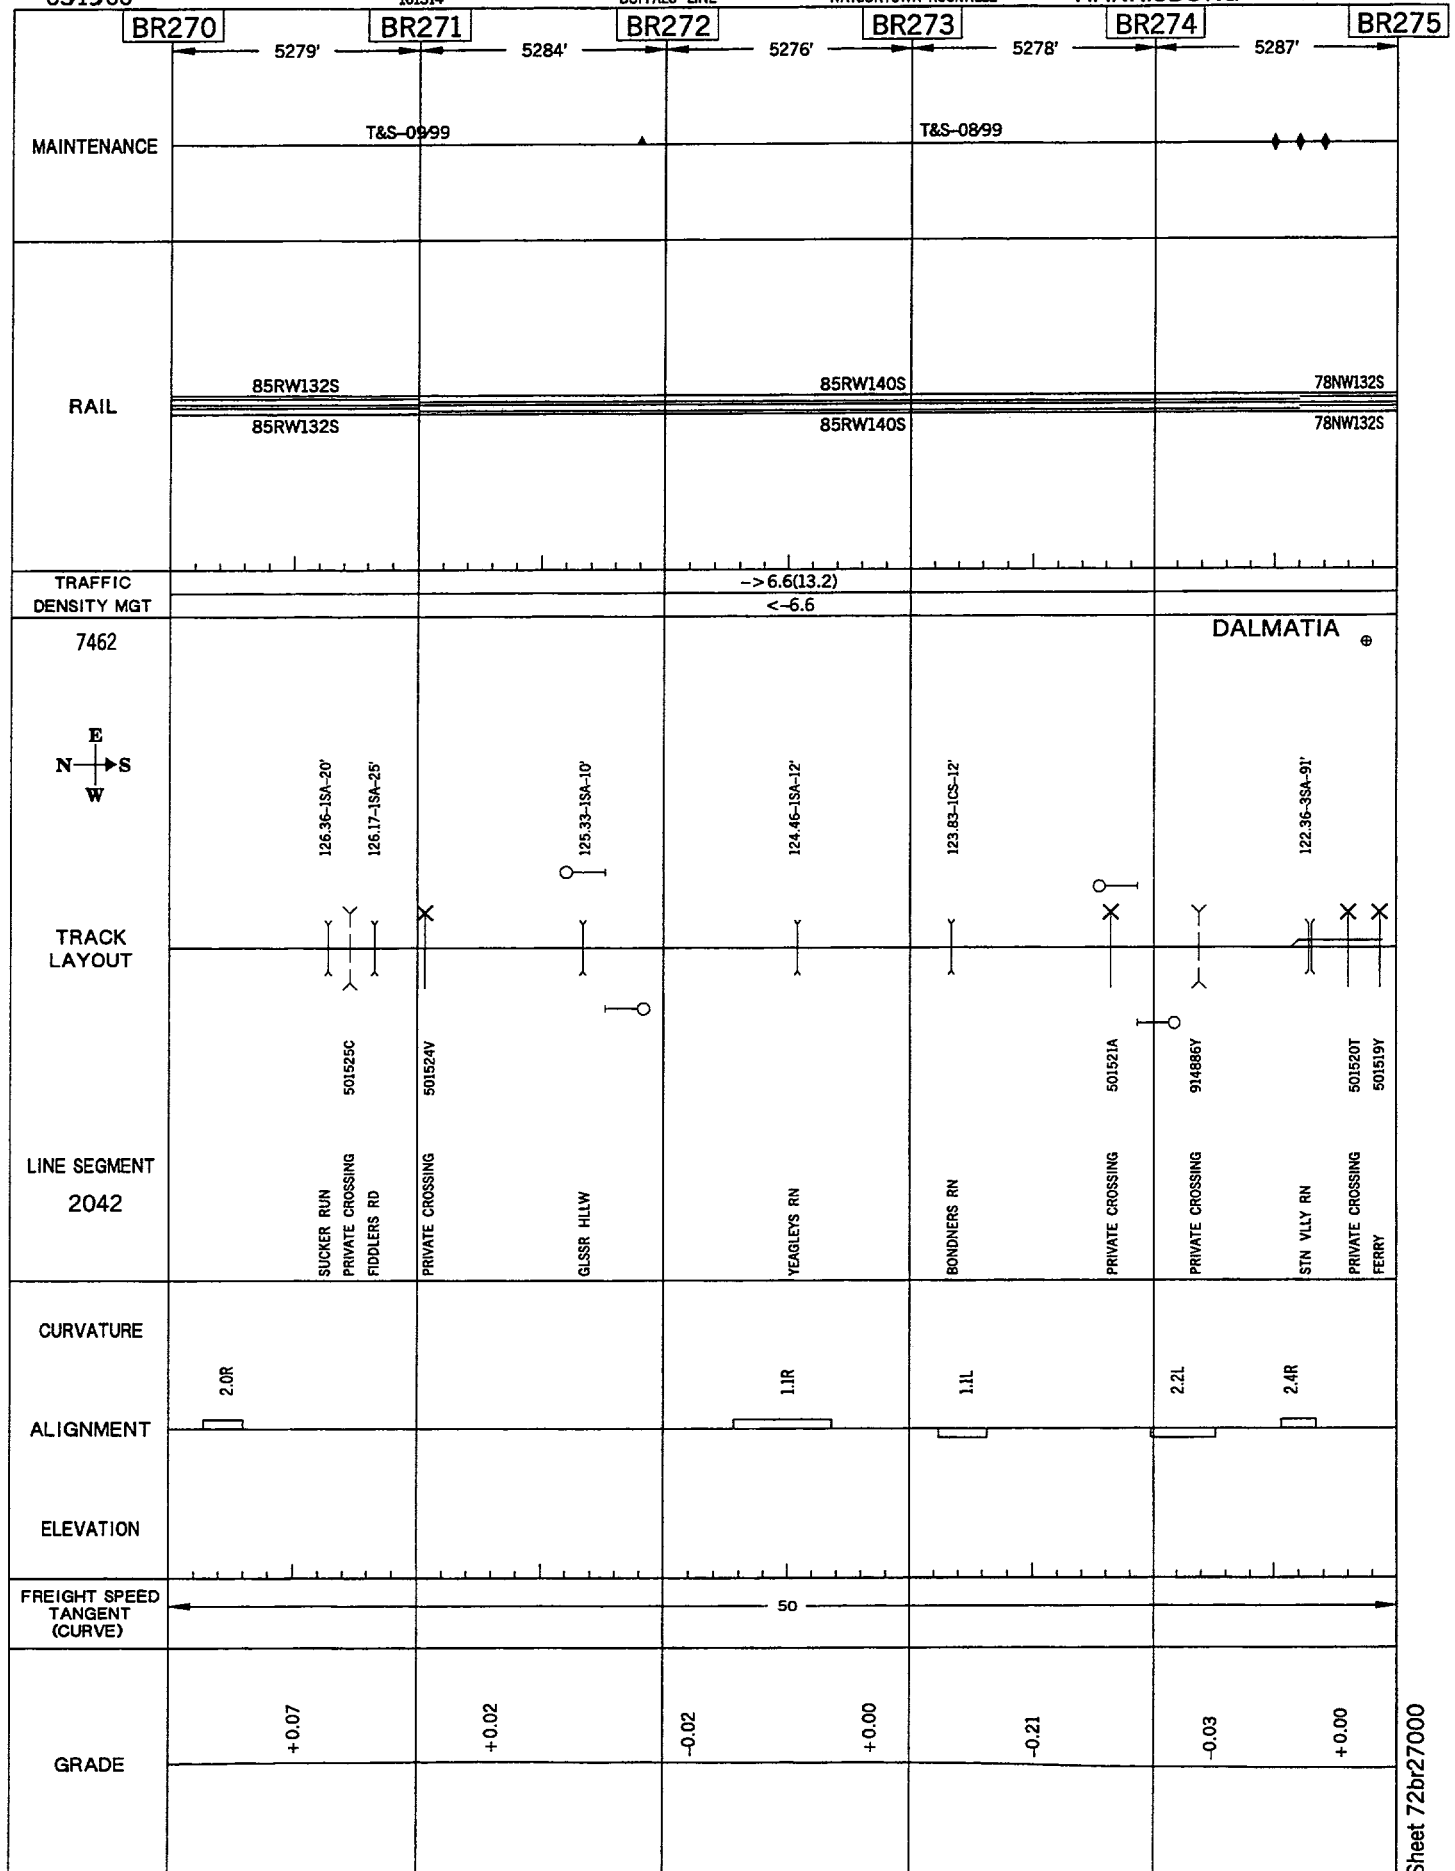 BR270 BR271 BR272 BR273 BR274 BR275
5279' 5284' 5276' 5278' 5287'
MAINTENANCE
T&S-09/99 T&S-08/99
RAIL
85RW132S 85RW140S 78NW132S
85RW132S 85RW140S 78NW132S
TRAFFIC
DENSITY MGT
->6.6(13.2)
<-6.6
7462
DALMATIA
E
N S
W
126.36-1SA-20'
126.17-1SA-25'
125.33-1SA-10'
124.46-1SA-12'
123.83-1CS-12'
122.36-3SA-91'
TRACK
LAYOUT
501525C
501524V
501521A
914886Y
501520T
501519Y
LINE SEGMENT
2042
SUCKER RUN
PRIVATE CROSSING
FIDDLERS RD
PRIVATE CROSSING
GLSSR HLLW
YEAGLEYS RN
BONDNERS RN
PRIVATE CROSSING
PRIVATE CROSSING
STN VLLY RN
PRIVATE CROSSING
FERRY
CURVATURE
2.0R 1.1R 1.1L 2.2L 2.4R
ALIGNMENT
ELEVATION
FREIGHT SPEED
TANGENT
(CURVE)
50
GRADE
+0.07 +0.02 -0.02 +0.00 -0.21 -0.03 +0.00
Sheet 72br27000